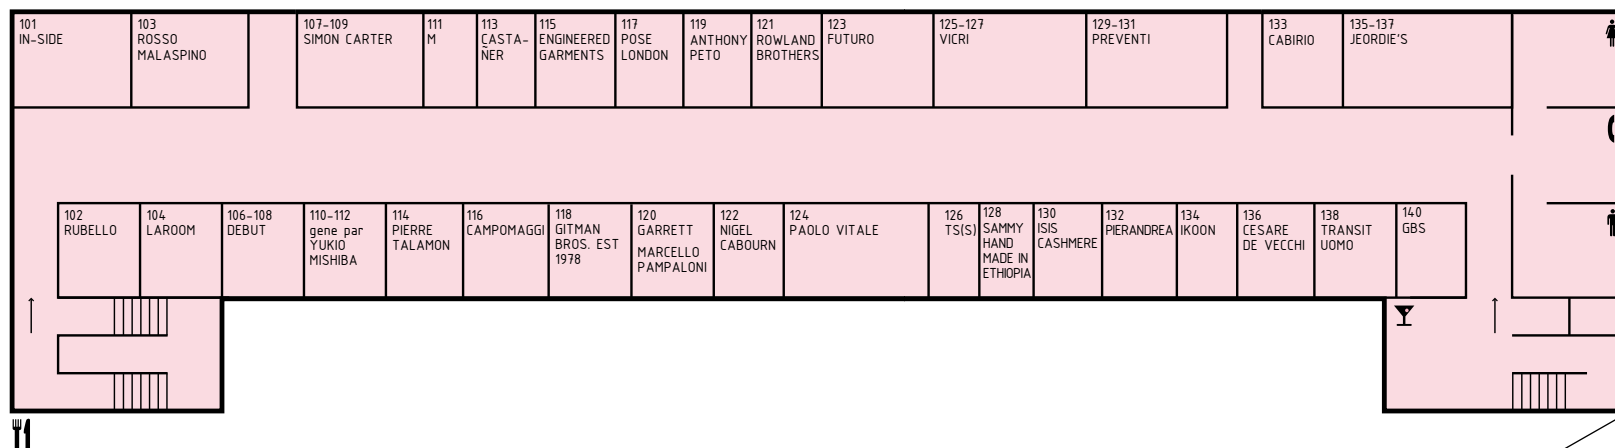 101
IN-SIDE
103
ROSSO
MALASPINO
107-109
SIMON CARTER
111
M
113
CASTA-
ÑER
115
ENGINEERED
GARMENTS
117
POSE
LONDON
119
ANTHONY
PETO
121
ROWLAND
BROTHERS
123
FUTURO
125-127
VICRI
129-131
PREVENTI
133
CABIRIO
135-137
JEORDIE'S
102
RUBELLO
104
LAROOM
106-108
DEBUT
110-112
gene par
YUKIO
MISHIBA
114
PIERRE
TALAMON
116
CAMPOMAGGI
118
GITMAN
BROS. EST
1978
120
GARRETT
MARCELLO
PAMPALONI
122
NIGEL
CABOURN
124
PAOLO VITALE
126
TS(S)
128
SAMMY
HAND
MADE IN
ETHIOPIA
130
ISIS
CASHMERE
132
PIERANDREA
134
IKOON
136
CESARE
DE VECCHI
138
TRANSIT
UOMO
140
GBS